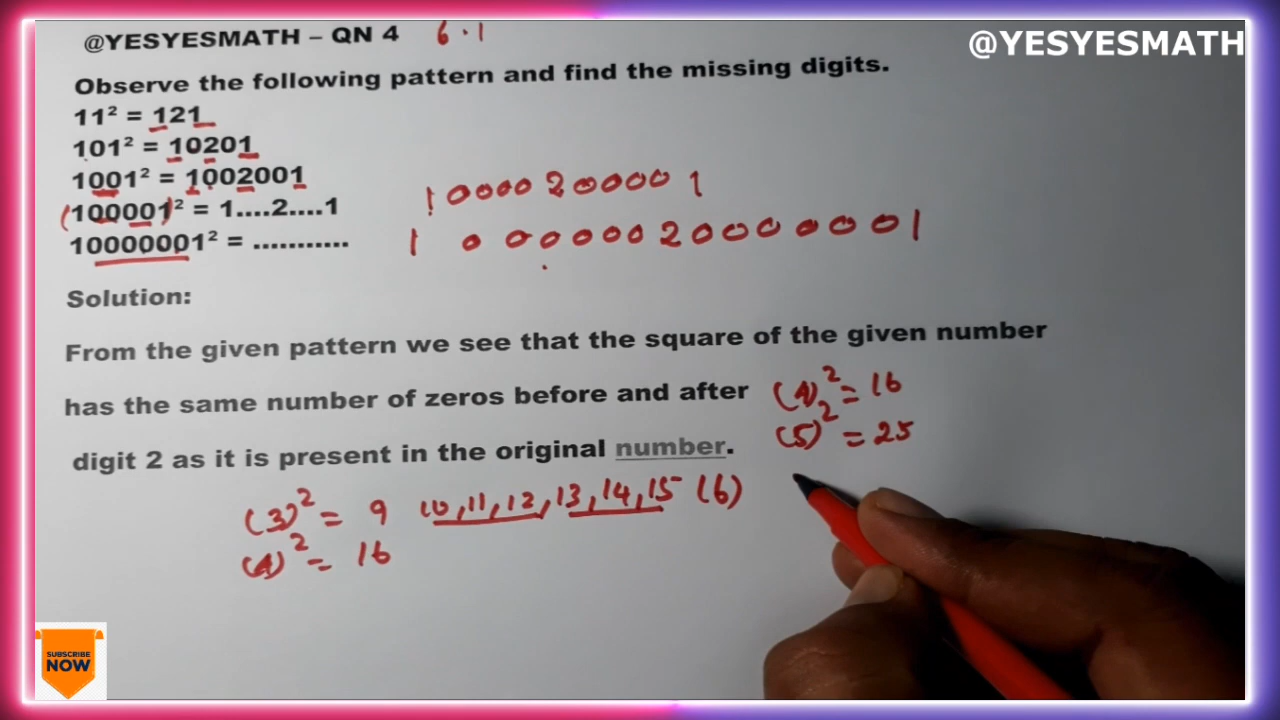 @YESYESMATH – QN 4 6.1
@YESYESMATH
Observe the following pattern and find the missing digits.
11² = 121
101² = 10201
1001² = 1002001
(100001)² = 1....2....1 10000200001
10000001² = ........... 1 00000020000001
Solution:
From the given pattern we see that the square of the given number
has the same number of zeros before and after (4)² = 16
digit 2 as it is present in the original number. (5)² = 25
(3)² = 9 10,11,12,13,14,15 (6)
(4)² = 16
SUBSCRIBE
NOW